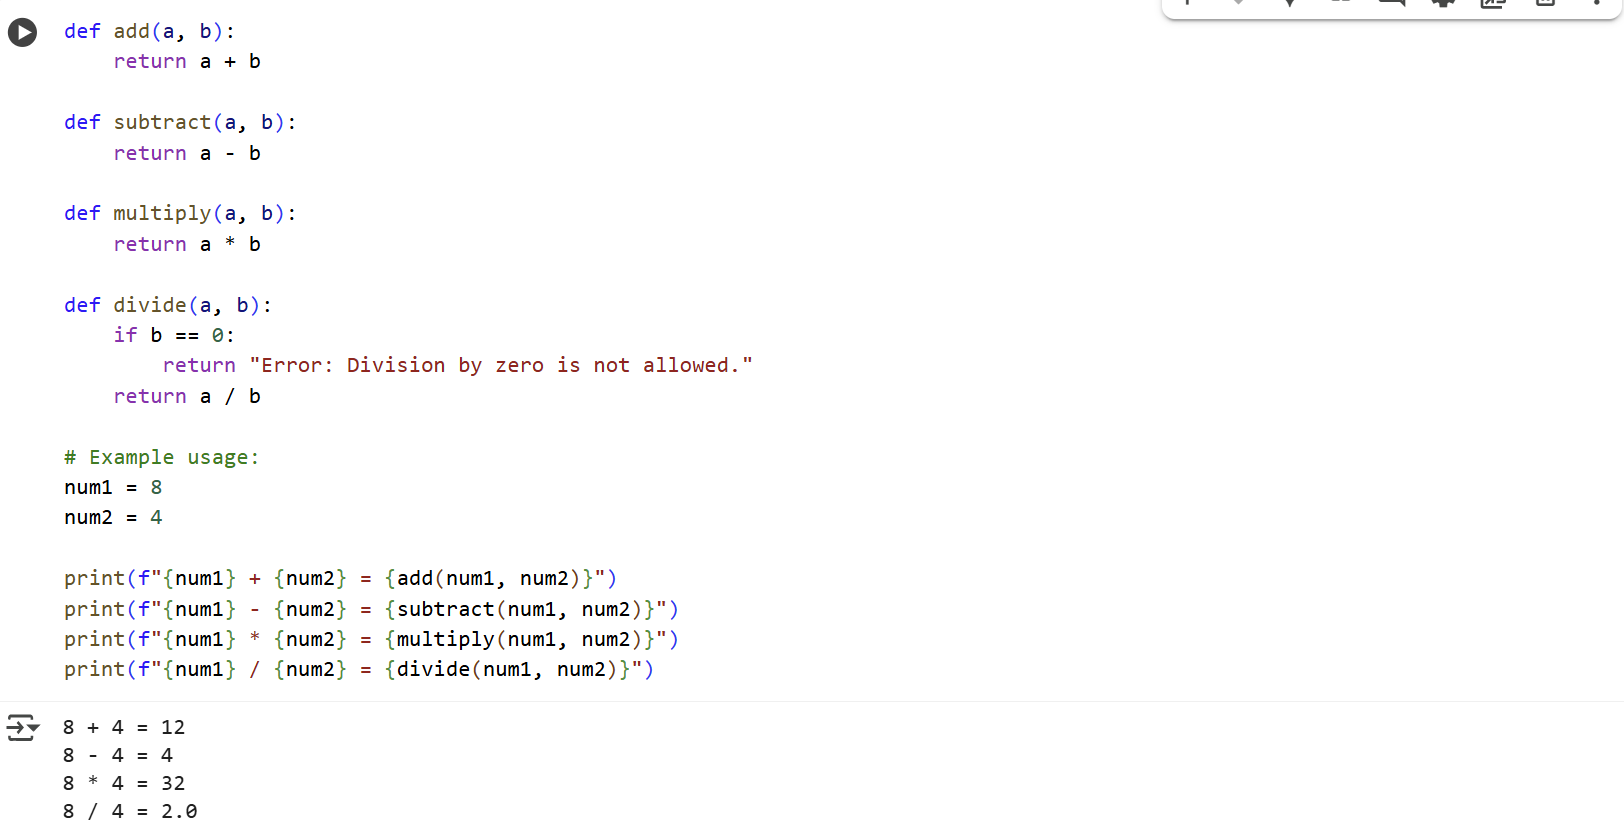 def add(a, b):
    return a + b

def subtract(a, b):
    return a - b

def multiply(a, b):
    return a * b

def divide(a, b):
    if b == 0:
        return "Error: Division by zero is not allowed."
    return a / b

# Example usage:
num1 = 8
num2 = 4

print(f"{num1} + {num2} = {add(num1, num2)}")
print(f"{num1} - {num2} = {subtract(num1, num2)}")
print(f"{num1} * {num2} = {multiply(num1, num2)}")
print(f"{num1} / {num2} = {divide(num1, num2)}")

8 + 4 = 12
8 - 4 = 4
8 * 4 = 32
8 / 4 = 2.0